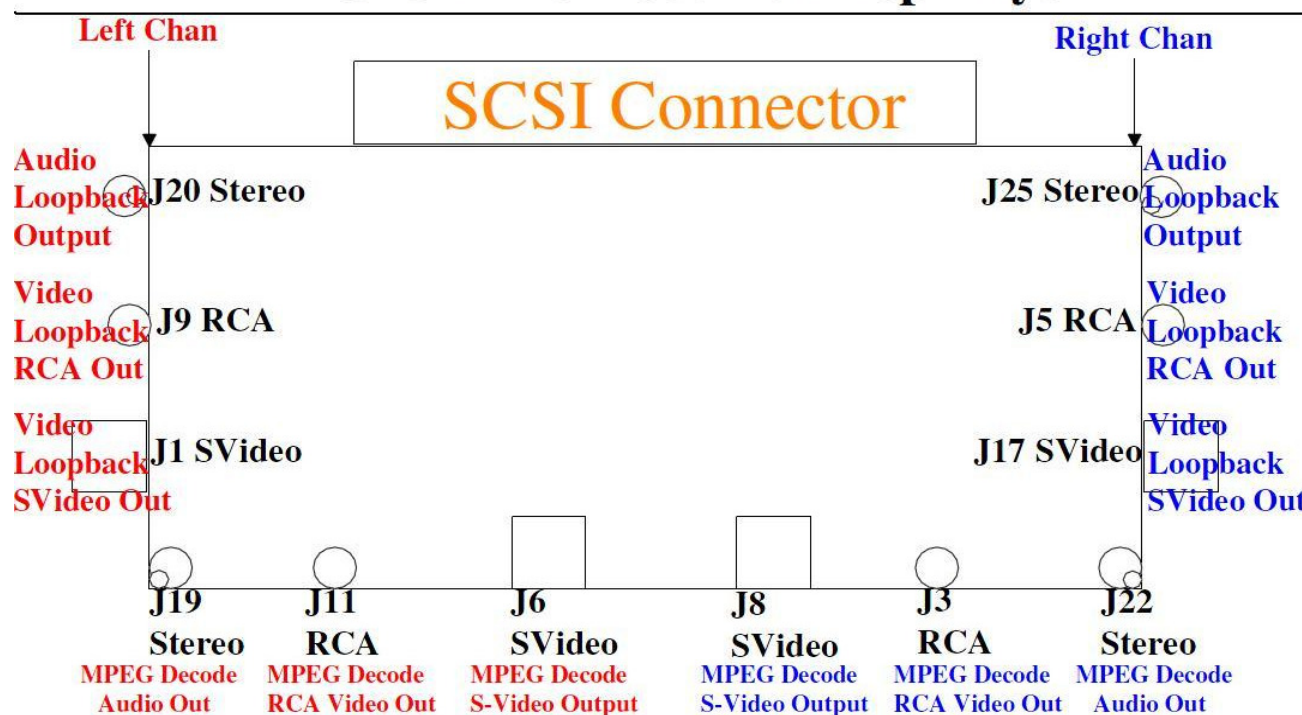 Left Chan
Right Chan
SCSI Connector
Audio
Loopback
Output
J20 Stereo
J25 Stereo
Audio
Loopback
Output
Video
Loopback
RCA Out
J9 RCA
J5 RCA
Video
Loopback
RCA Out
Video
Loopback
SVideo Out
J1 SVideo
J17 SVideo
Video
Loopback
SVideo Out
J19
Stereo
MPEG Decode
Audio Out
J11
RCA
MPEG Decode
RCA Video Out
J6
SVideo
MPEG Decode
S-Video Output
J8
SVideo
MPEG Decode
S-Video Output
J3
RCA
MPEG Decode
RCA Video Out
J22
Stereo
MPEG Decode
Audio Out